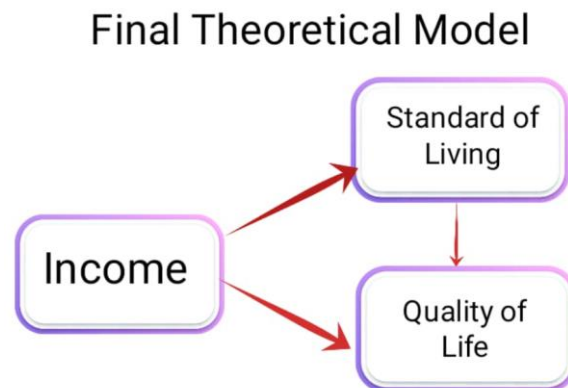 Final Theoretical Model
Standard of
Living
Income
Quality of
Life